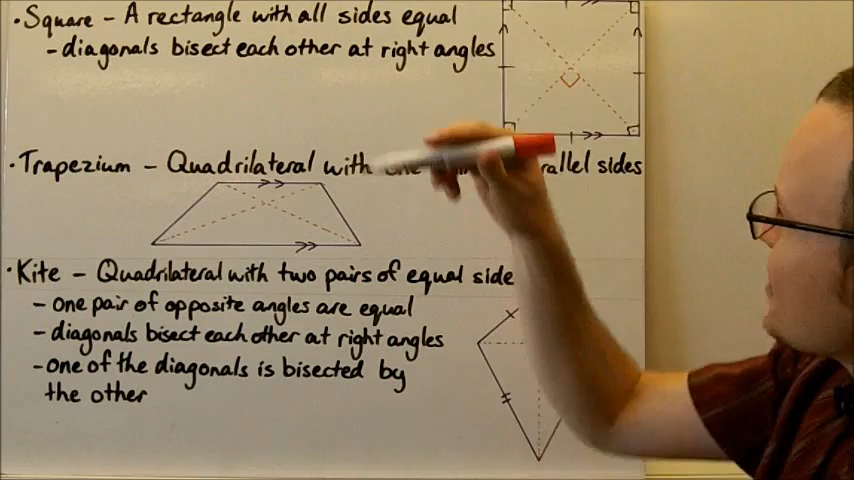 •Square – A rectangle with all sides equal
- diagonals bisect each other at right angles
•Trapezium – Quadrilateral with one rallel sides
•Kite – Quadrilateral with two pairs of equal side
- one pair of opposite angles are equal
- diagonals bisect each other at right angles
- one of the diagonals is bisected by
the other